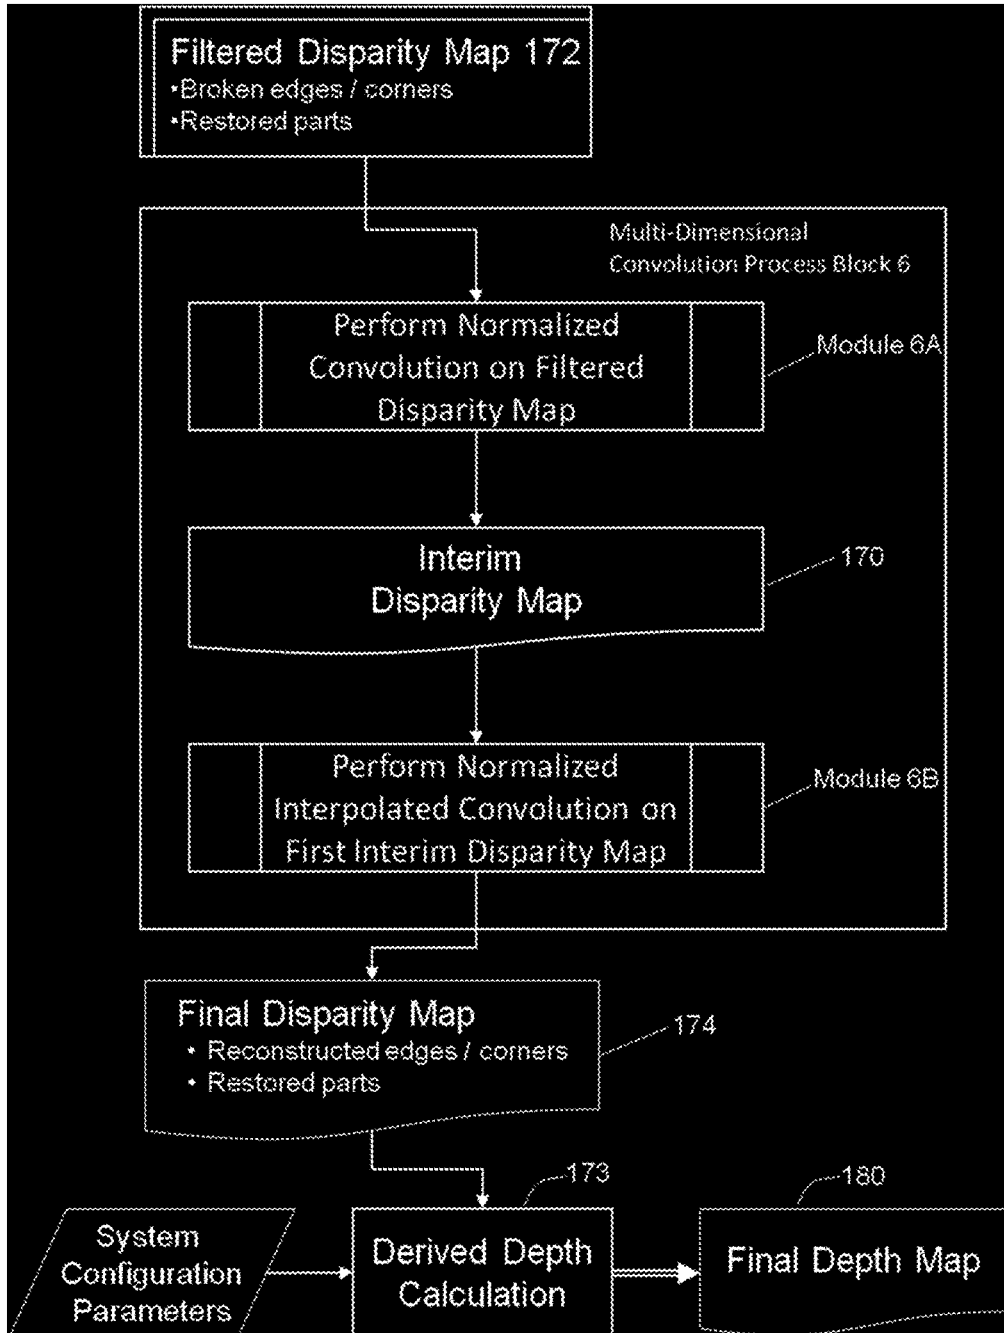 Filtered Disparity Map 172
•Broken edges / corners
•Restored parts
Multi-Dimensional
Convolution Process Block 6
Perform Normalized
Convolution on Filtered
Disparity Map
Module 6A
Interim
Disparity Map
170
Perform Normalized
Interpolated Convolution on
First Interim Disparity Map
Module 6B
Final Disparity Map
• Reconstructed edges / corners
• Restored parts
174
173
180
System
Configuration
Parameters
Derived Depth
Calculation
Final Depth Map